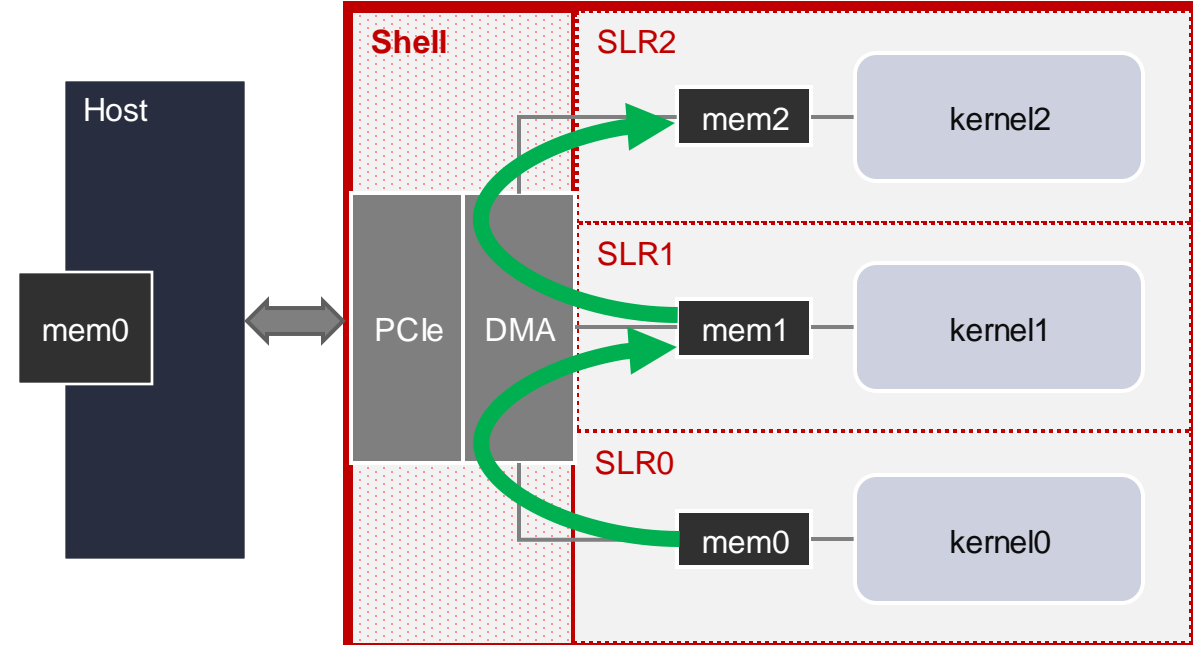 Host
mem0
Shell
PCIe
DMA
SLR2
mem2
kernel2
SLR1
mem1
kernel1
SLR0
mem0
kernel0